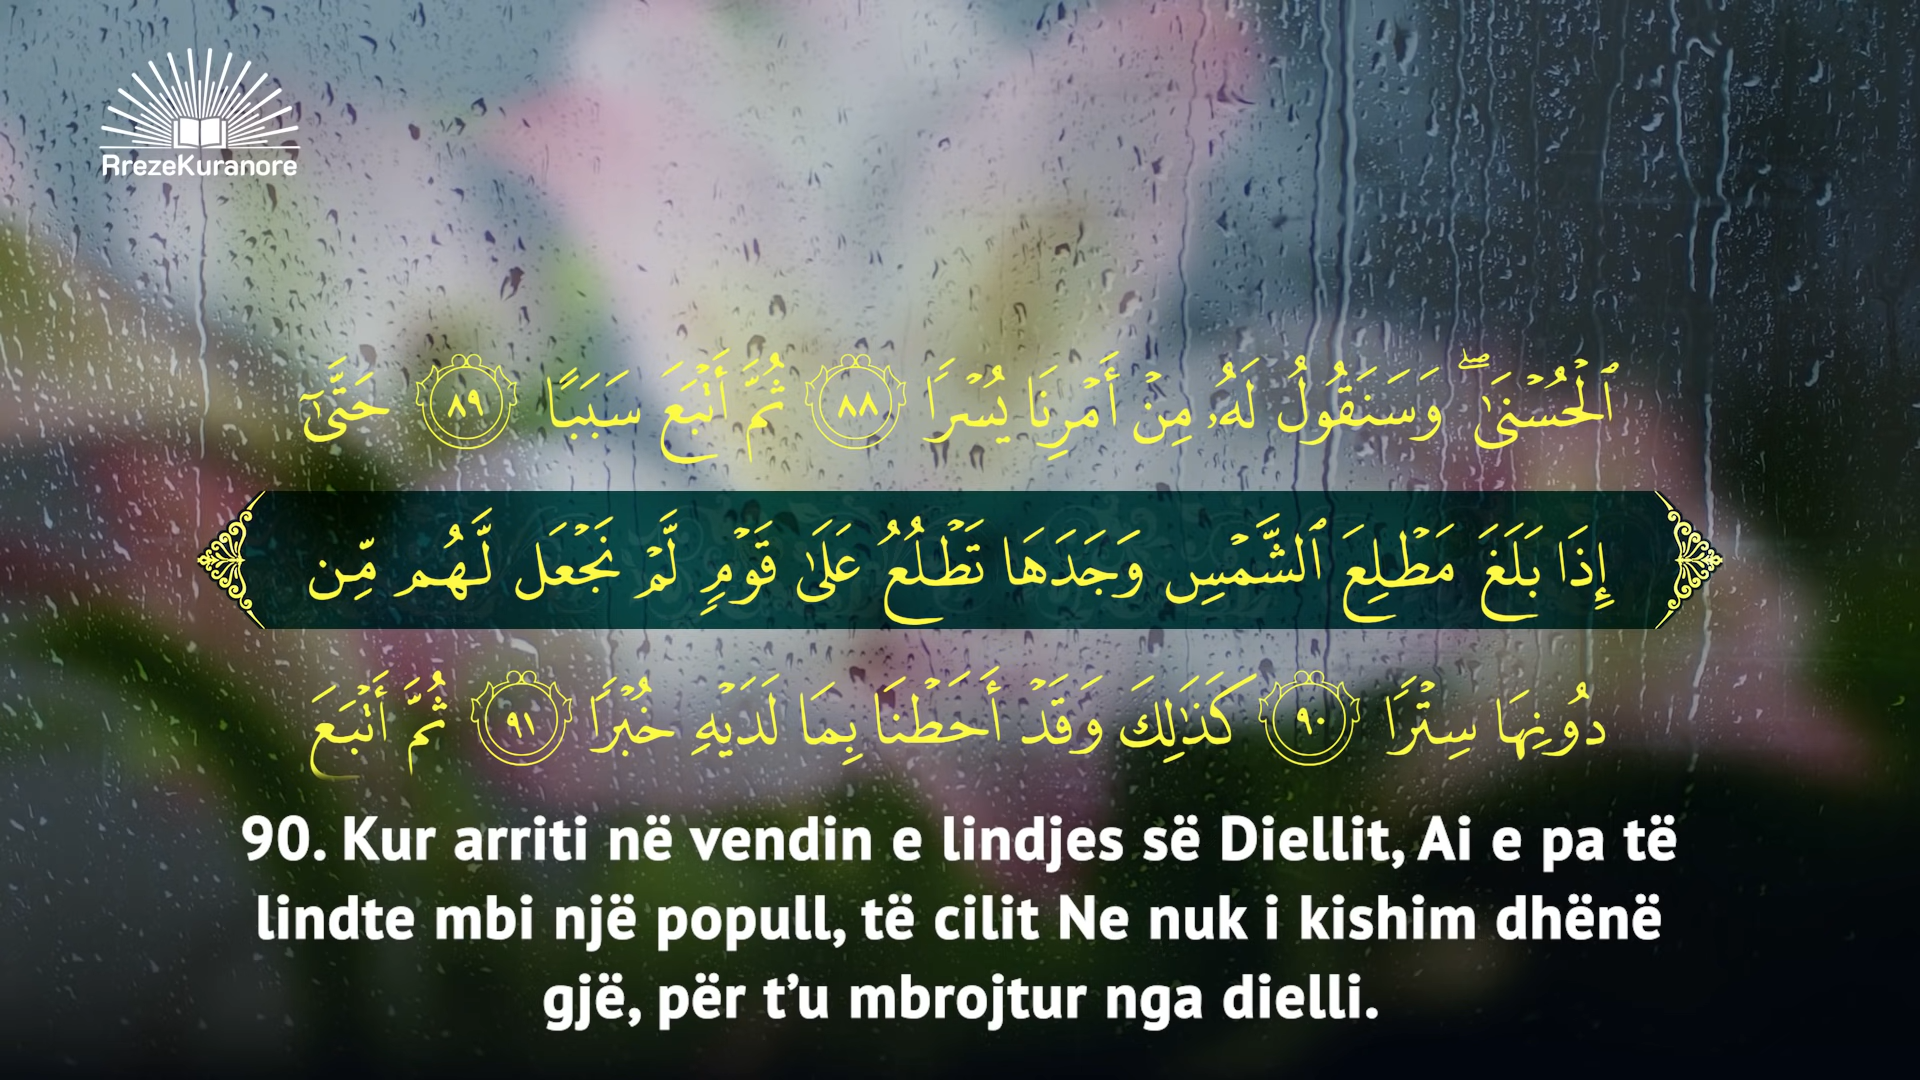 RrezeKuranore
ٱلْحُسْنَىٰ ۖ وَسَنَقُولُ لَهُۥ مِنْ أَمْرِنَا يُسْرًا ٨٨ ثُمَّ أَتْبَعَ سَبَبًا ٨٩ حَتَّىٰٓ
إِذَا بَلَغَ مَطْلِعَ ٱلشَّمْسِ وَجَدَهَا تَطْلُعُ عَلَىٰ قَوْمٍ لَّمْ نَجْعَل لَّهُم مِّن
دُونِهَا سِتْرًا ٩٠ كَذَٰلِكَ وَقَدْ أَحَطْنَا بِمَا لَدَيْهِ خُبْرًا ٩١ ثُمَّ أَتْبَعَ
90. Kur arriti në vendin e lindjes së Diellit, Ai e pa të
lindte mbi një popull, të cilit Ne nuk i kishim dhënë
gjë, për t’u mbrojtur nga dielli.